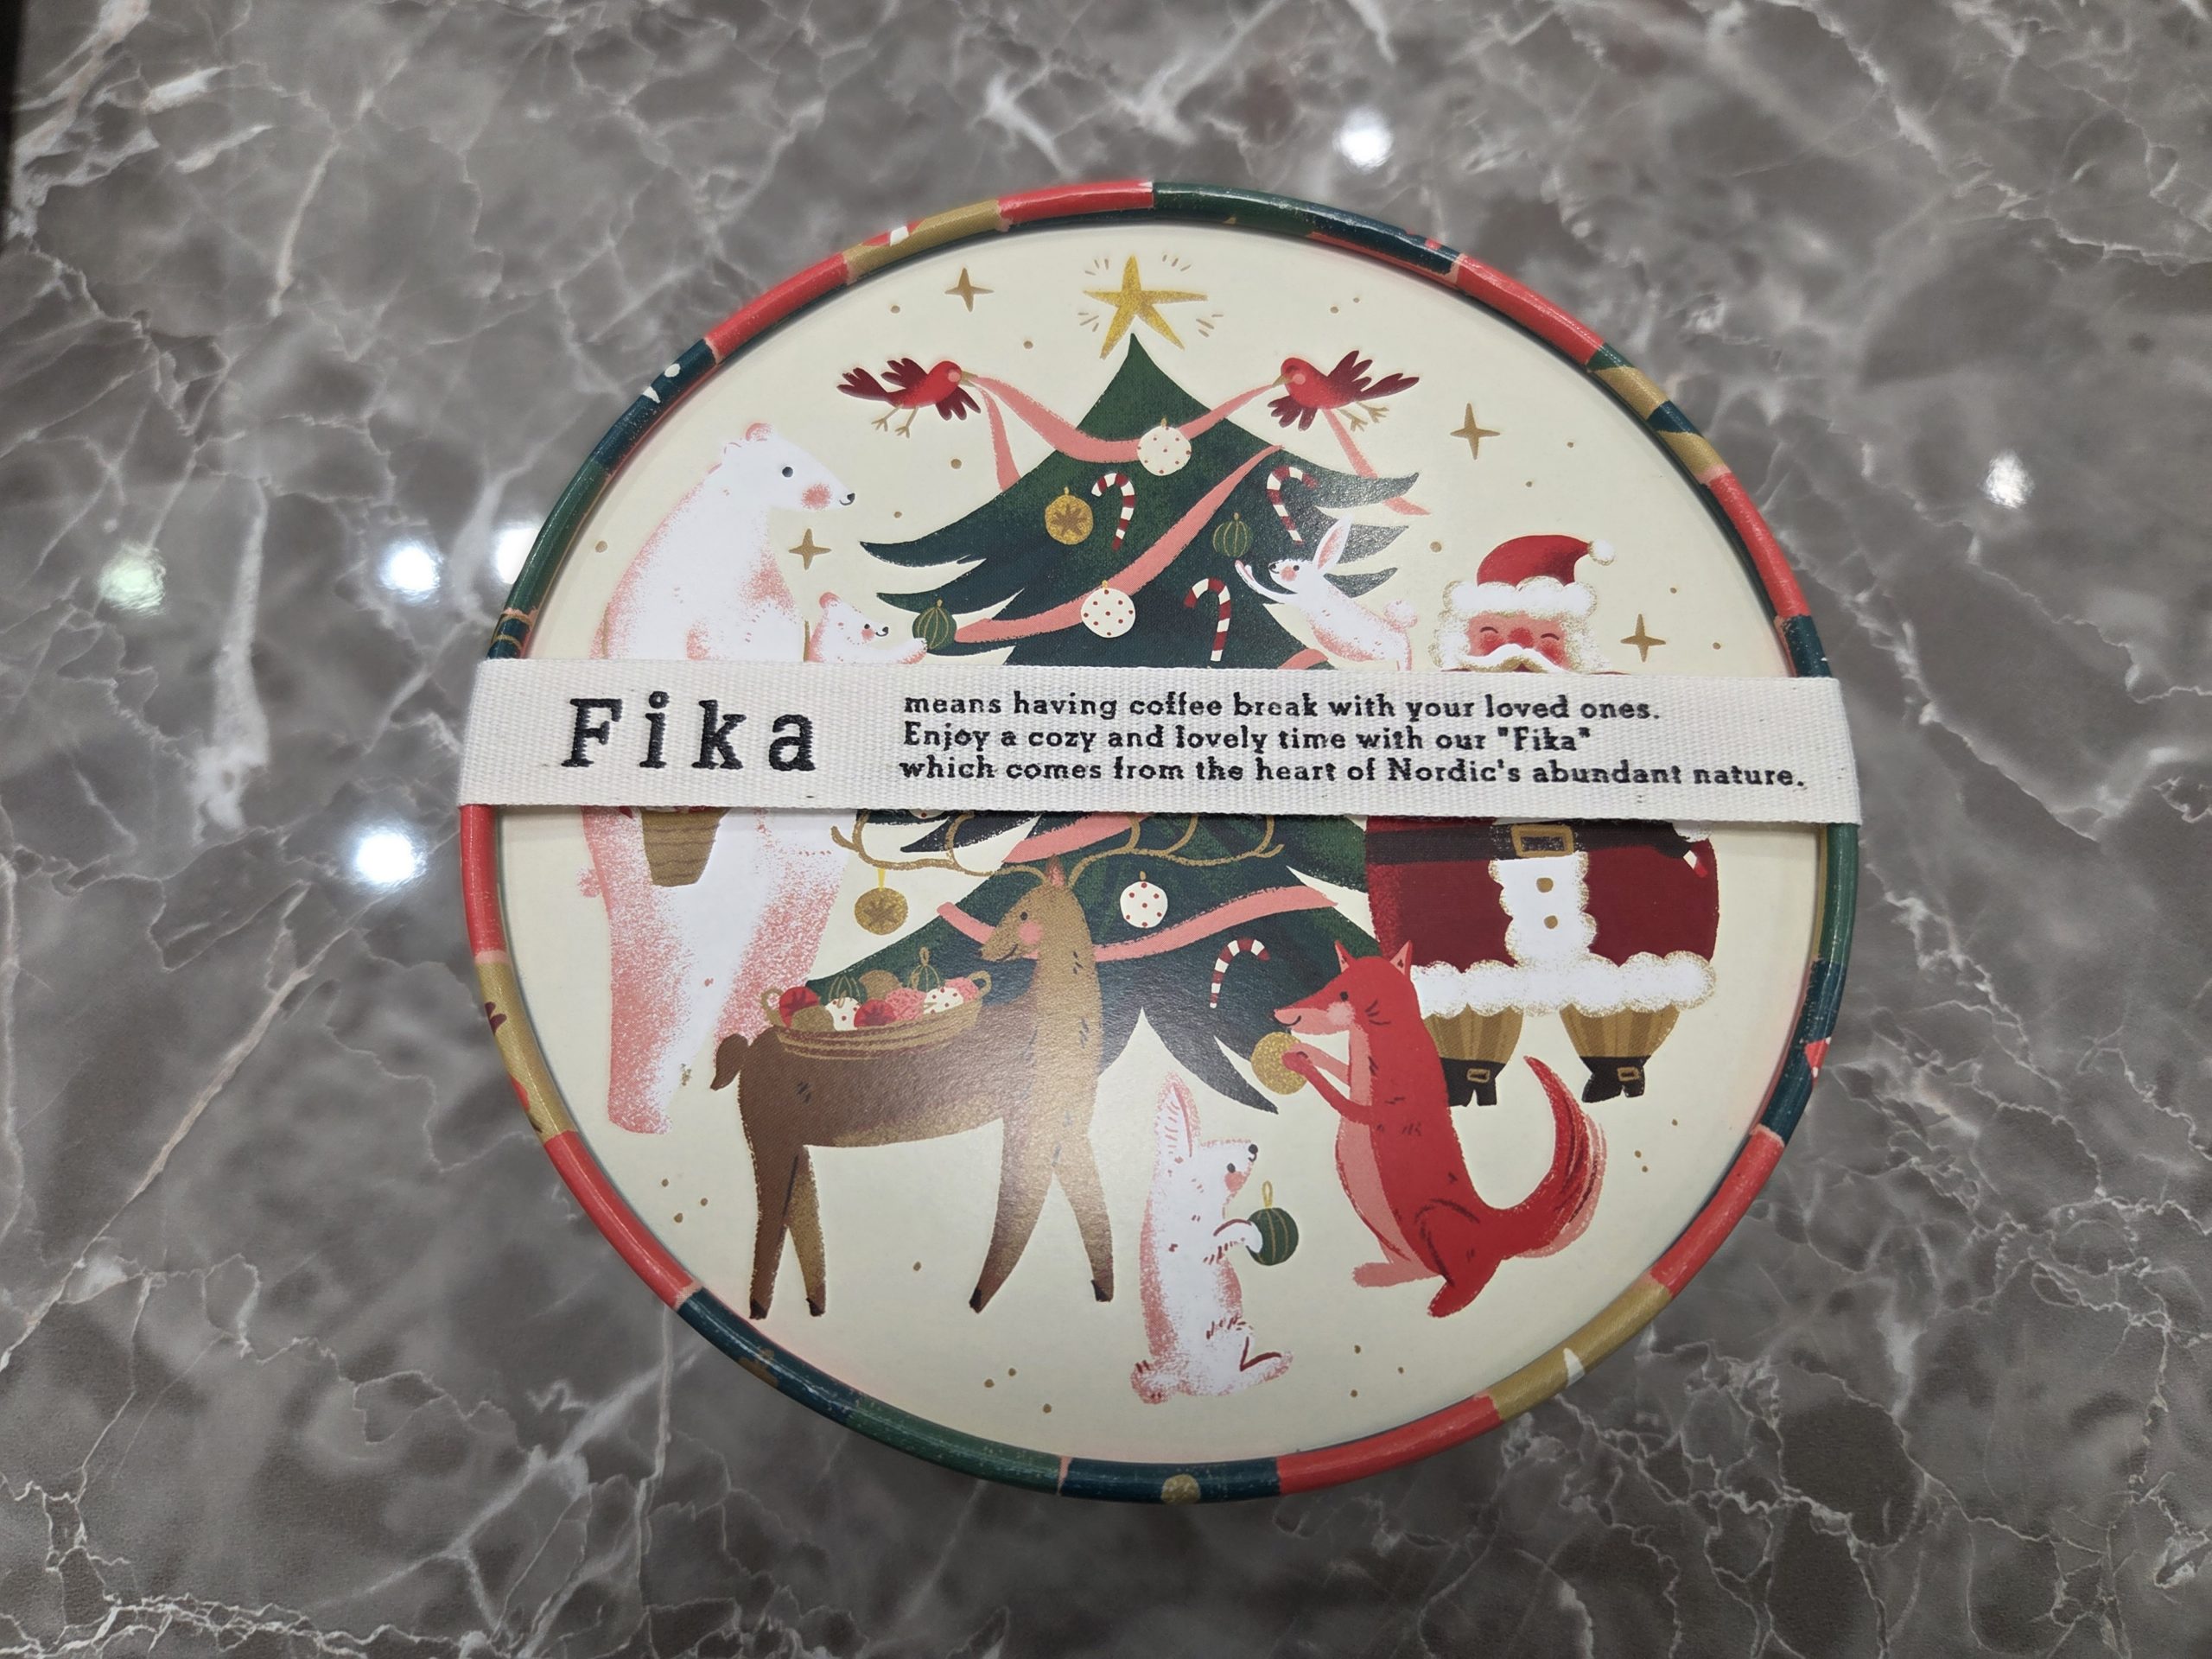 Fika
means having coffee break with your loved ones.
Enjoy a cozy and lovely time with our "Fika"
which comes from the heart of Nordic's abundant nature.